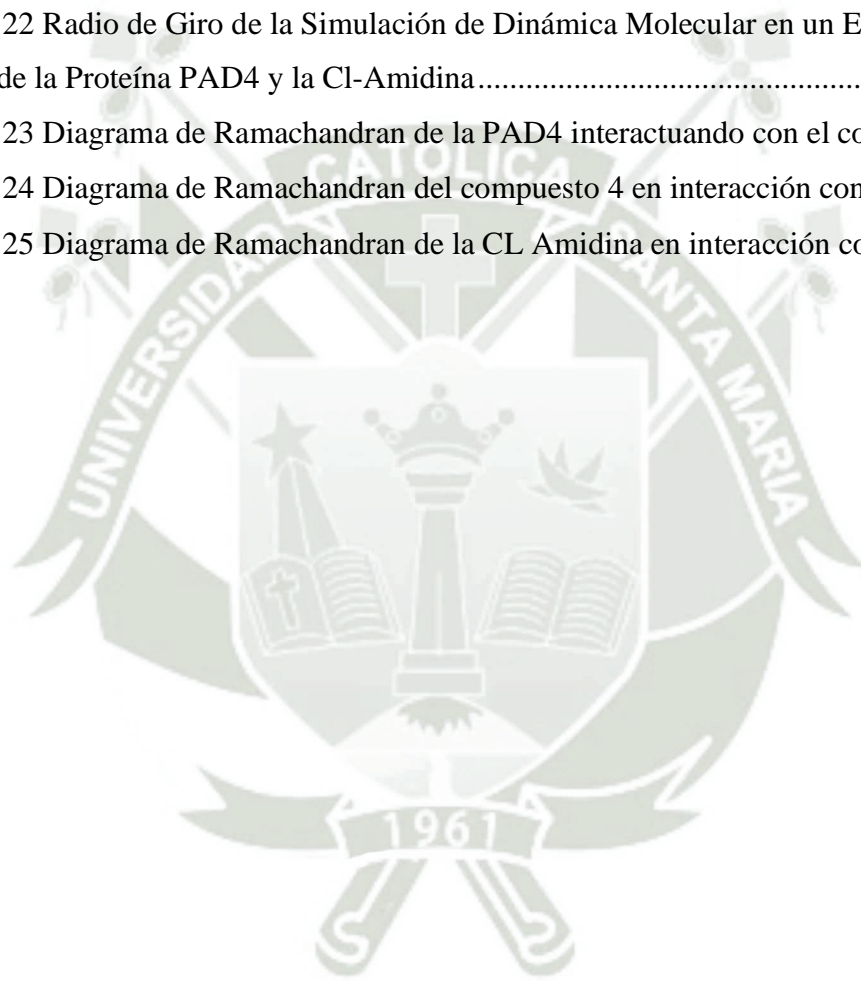 22 Radio de Giro de la Simulación de Dinámica Molecular en un E
de la Proteína PAD4 y la Cl-Amidina.......................................................
23 Diagrama de Ramachandran de la PAD4 interactuando con el co
24 Diagrama de Ramachandran del compuesto 4 en interacción con
25 Diagrama de Ramachandran de la CL Amidina en interacción co
UNIVERSIDAD CATOLICA SANTA MARIA
1961